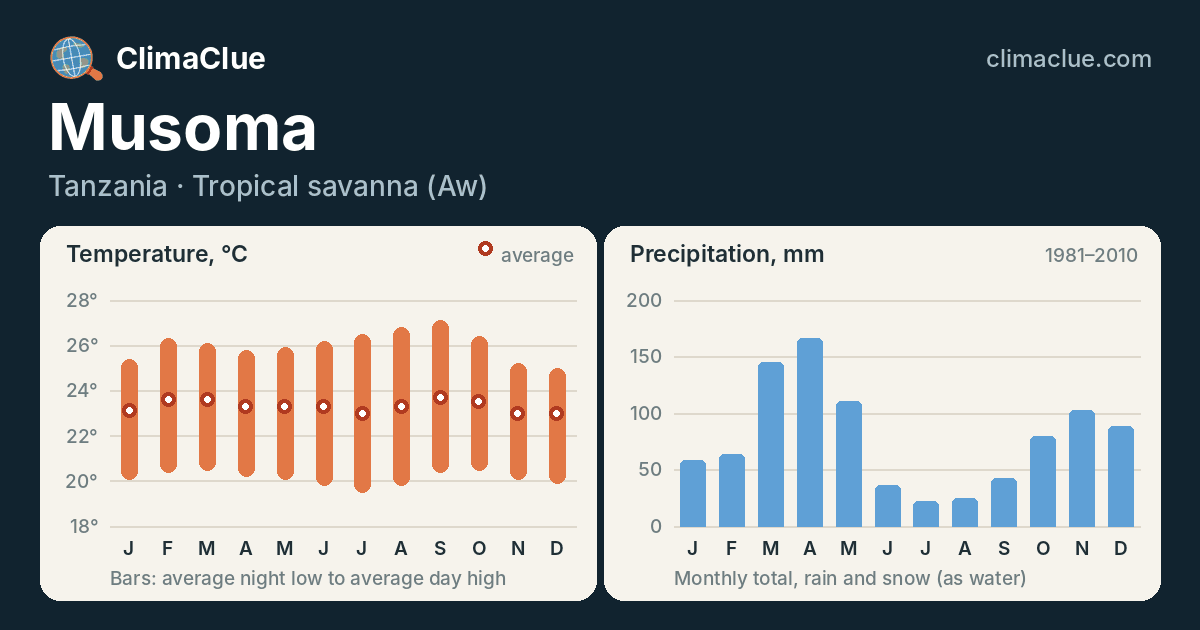 ClimaClue
climaclue.com
Musoma
Tanzania · Tropical savanna (Aw)
Temperature, °C
average
28°
26°
24°
22°
20°
18°
J F M A M J J A S O N D
Bars: average night low to average day high
Precipitation, mm
1981–2010
200
150
100
50
0
J F M A M J J A S O N D
Monthly total, rain and snow (as water)